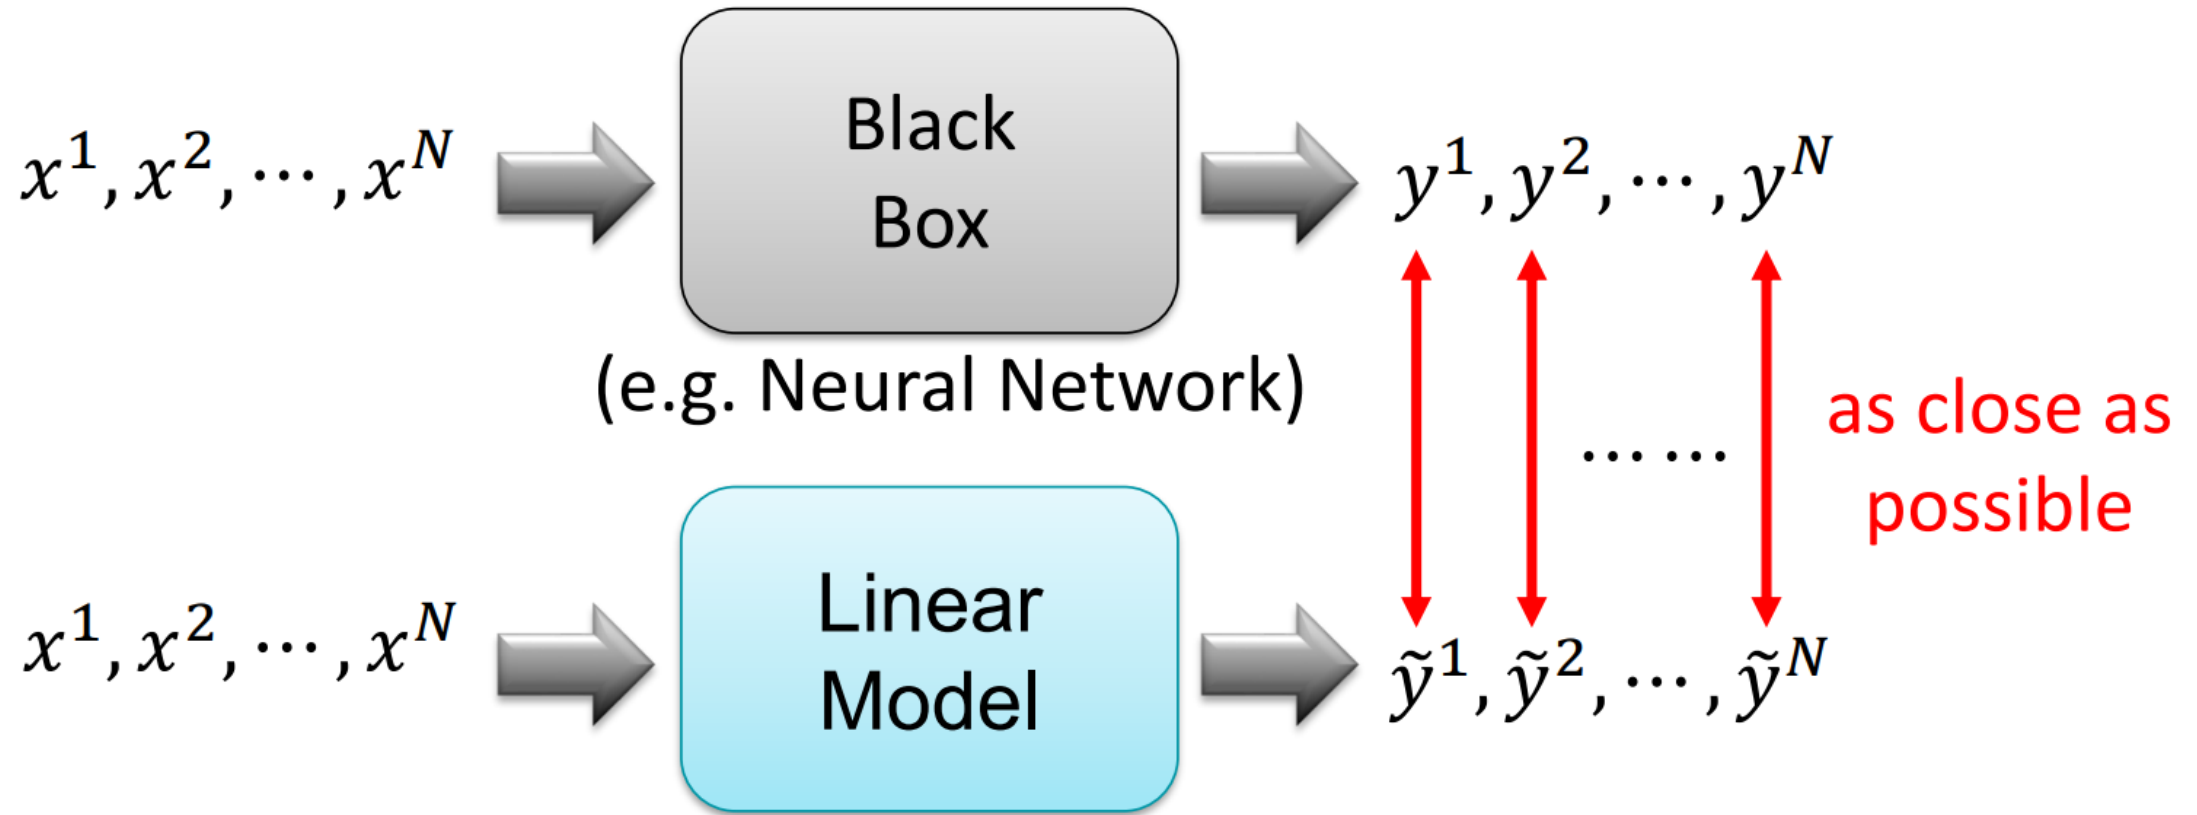 x¹, x², ⋯, xᴺ
Black
Box
y¹, y², ⋯, yᴺ
(e.g. Neural Network)
as close as
possible
⋯⋯
x¹, x², ⋯, xᴺ
Linear
Model
ỹ¹, ỹ², ⋯, ỹᴺ